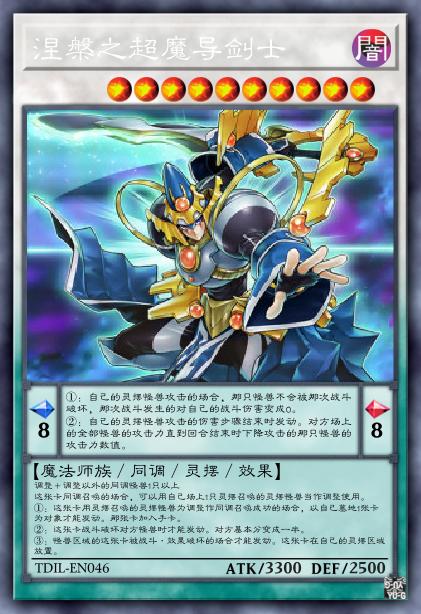 涅槃之超魔导剑士
闇
①：自己的灵摆怪兽攻击的场合，那只怪兽不会被那次战斗
破坏，那次战斗发生的对自己的战斗伤害变成0。
②：自己的灵摆怪兽攻击的伤害步骤结束时发动。对方场上
的全部怪兽的攻击力直到回合结束时下降攻击的那只怪兽的
攻击力数值。
8
8
【魔法师族／同调／灵摆／效果】
调整＋调整以外的同调怪兽1只以上
这张卡同调召唤的场合，可以用自己场上1只灵摆召唤的灵摆怪兽当作调整使用。
①：这张卡用灵摆召唤的灵摆怪兽为调整作同调召唤成功的场合，以自己墓地1张卡
为对象才能发动。那张卡加入手卡。
②：这张卡战斗破坏对方怪兽时才能发动。对方基本分变成一半。
③：怪兽区域的这张卡被战斗·效果破坏的场合才能发动。这张卡在自己的灵摆区域
放置。
TDIL-EN046
ATK/3300 DEF/2500